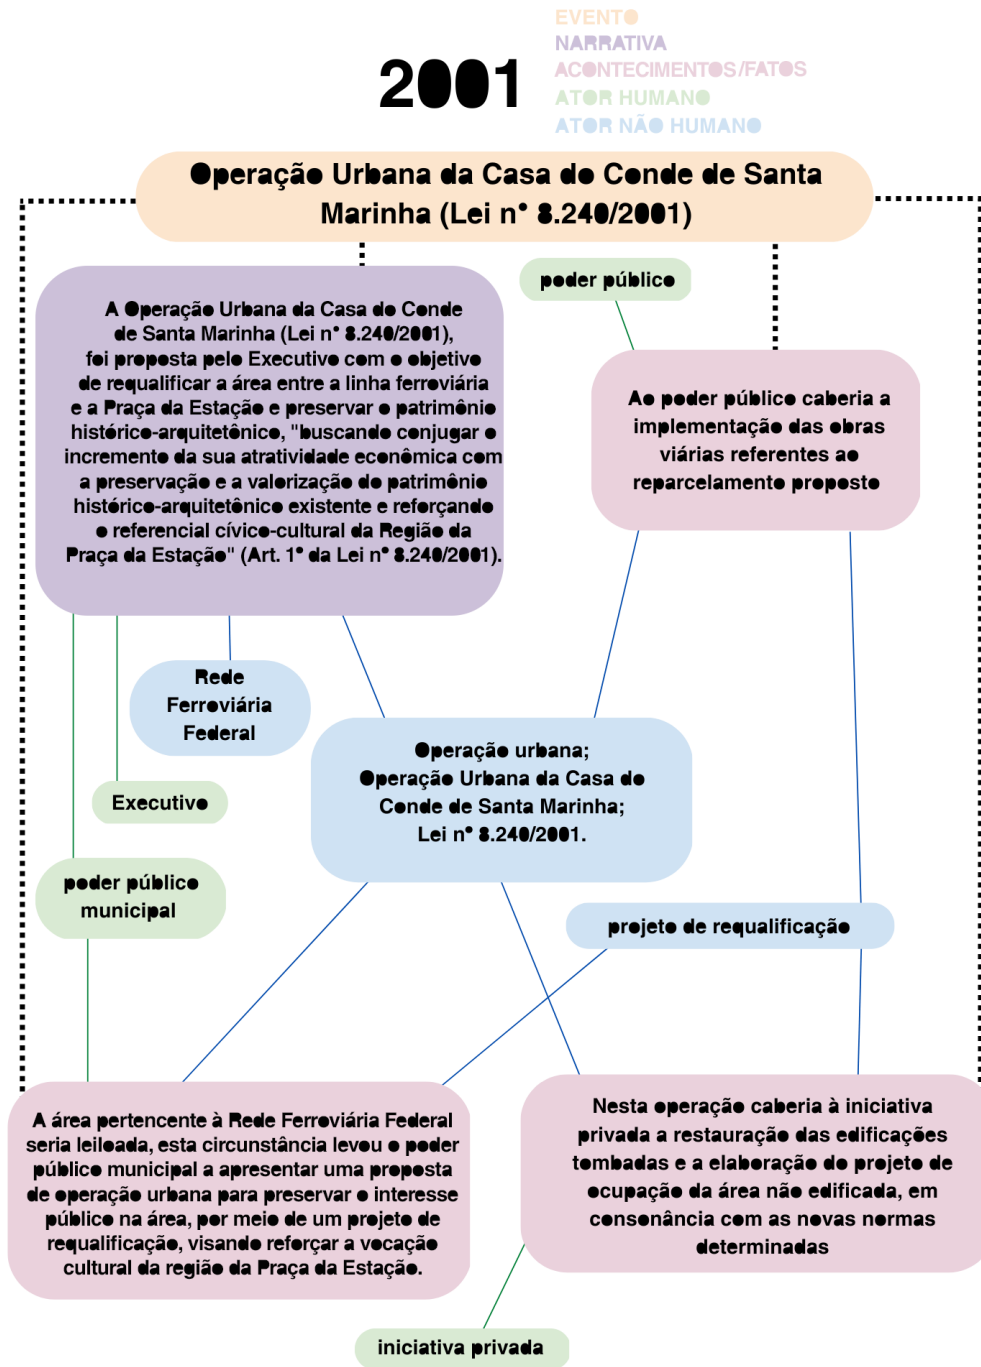 2001
EVENTO
NARRATIVA
ACONTECIMENTOS/FATOS
ATOR HUMANO
ATOR NÃO HUMANO
Operação Urbana da Casa do Conde de Santa
Marinha (Lei n° 8.240/2001)
poder público
A Operação Urbana da Casa do Conde
de Santa Marinha (Lei n° 8.240/2001),
foi proposta pelo Executivo com o objetivo
de requalificar a área entre a linha ferroviária
e a Praça da Estação e preservar o patrimônio
histórico-arquitetônico, "buscando conjugar o
incremento da sua atratividade econômica com
a preservação e a valorização do patrimônio
histórico-arquitetônico existente e reforçando
o referencial cívico-cultural da Região da
Praça da Estação" (Art. 1° da Lei n° 8.240/2001).
Ao poder público caberia a
implementação das obras
viárias referentes ao
reparcelamento proposto
Rede
Ferroviária
Federal
Operação urbana;
Operação Urbana da Casa do
Conde de Santa Marinha;
Lei n° 8.240/2001.
Executivo
poder público
municipal
projeto de requalificação
A área pertencente à Rede Ferroviária Federal
seria leiloada, esta circunstância levou o poder
público municipal a apresentar uma proposta
de operação urbana para preservar o interesse
público na área, por meio de um projeto de
requalificação, visando reforçar a vocação
cultural da região da Praça da Estação.
Nesta operação caberia à iniciativa
privada a restauração das edificações
tombadas e a elaboração do projeto de
ocupação da área não edificada, em
consonância com as novas normas
determinadas
iniciativa privada